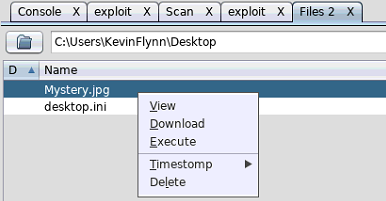 Console X exploit X Scan X exploit X Files 2 X
C:\Users\KevinFlynn\Desktop
D Name
Mystery.jpg
desktop.ini
View
Download
Execute
Timestomp
Delete